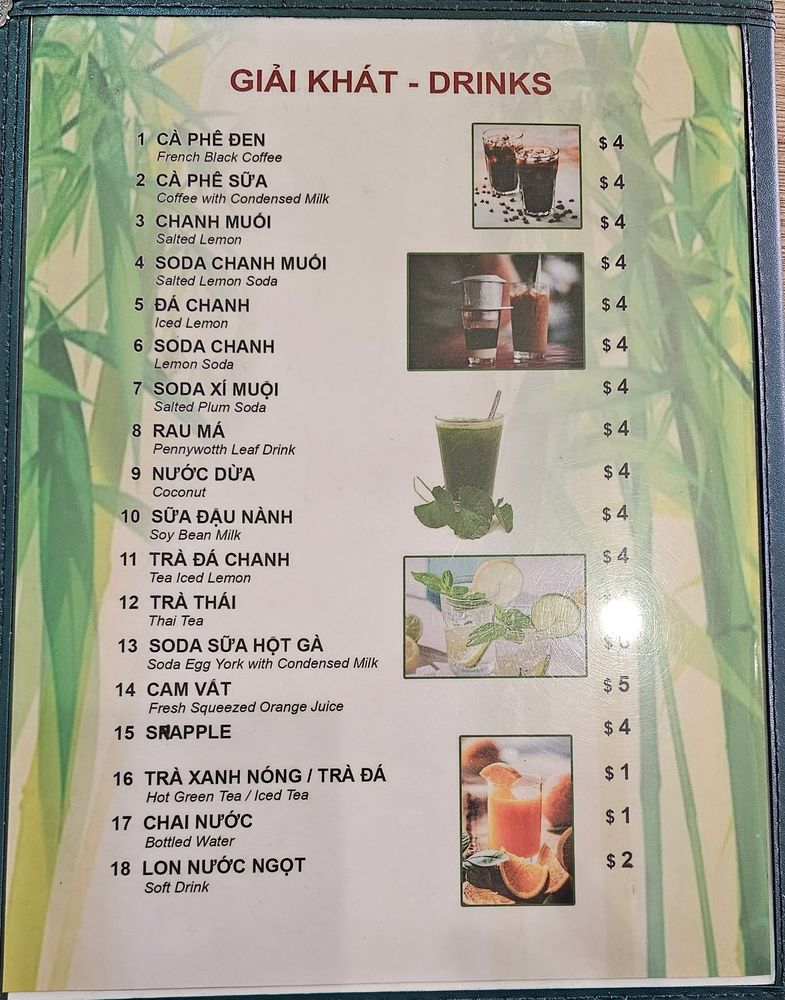 GIẢI KHÁT - DRINKS
1 CÀ PHÊ ĐEN $ 4
French Black Coffee
2 CÀ PHÊ SỮA $ 4
Coffee with Condensed Milk
3 CHANH MUỐI $ 4
Salted Lemon
4 SODA CHANH MUỐI $ 4
Salted Lemon Soda
5 ĐÁ CHANH $ 4
Iced Lemon
6 SODA CHANH $ 4
Lemon Soda
7 SODA XÍ MUỘI $ 4
Salted Plum Soda
8 RAU MÁ $ 4
Pennywotth Leaf Drink
9 NƯỚC DỪA $ 4
Coconut
10 SỮA ĐẬU NÀNH $ 4
Soy Bean Milk
11 TRÀ ĐÁ CHANH $ 4
Tea Iced Lemon
12 TRÀ THÁI
Thai Tea
13 SODA SỮA HỘT GÀ $
Soda Egg York with Condensed Milk
14 CAM VẮT $ 5
Fresh Squeezed Orange Juice
15 SNAPPLE $ 4
16 TRÀ XANH NÓNG / TRÀ ĐÁ $ 1
Hot Green Tea / Iced Tea
17 CHAI NƯỚC $ 1
Bottled Water
18 LON NƯỚC NGỌT $ 2
Soft Drink